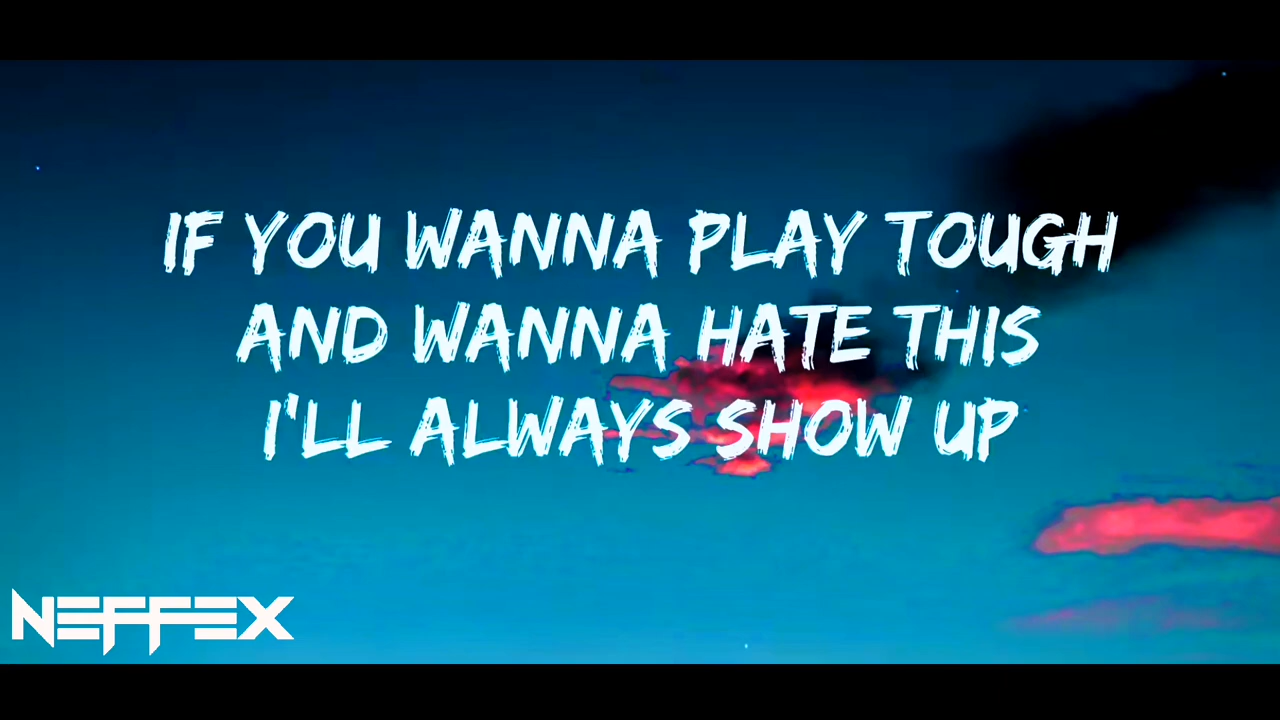 IF YOU WANNA PLAY TOUGH
AND WANNA HATE THIS
I'LL ALWAYS SHOW UP
NEFFEX